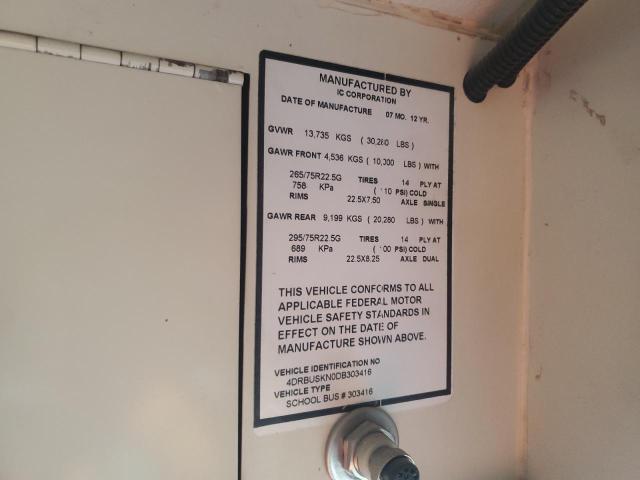 MANUFACTURED BY
IC CORPORATION
DATE OF MANUFACTURE 07 MO. 12 YR.
GVWR 13,735 KGS ( 30,280 LBS )
GAWR FRONT 4,536 KGS ( 10,300 LBS ) WITH
265/75R22.5G TIRES 14 PLY AT
758 KPa ( 110 PSI) COLD
RIMS 22.5X7.50 AXLE SINGLE
GAWR REAR 9,199 KGS ( 20,280 LBS ) WITH
295/75R22.5G TIRES 14 PLY AT
689 KPa ( 100 PSI) COLD
RIMS 22.5X8.25 AXLE DUAL
THIS VEHICLE CONFORMS TO ALL
APPLICABLE FEDERAL MOTOR
VEHICLE SAFETY STANDARDS IN
EFFECT ON THE DATE OF
MANUFACTURE SHOWN ABOVE.
VEHICLE IDENTIFICATION NO
4DRBUSKN0DB303416
VEHICLE TYPE
SCHOOL BUS # 303416